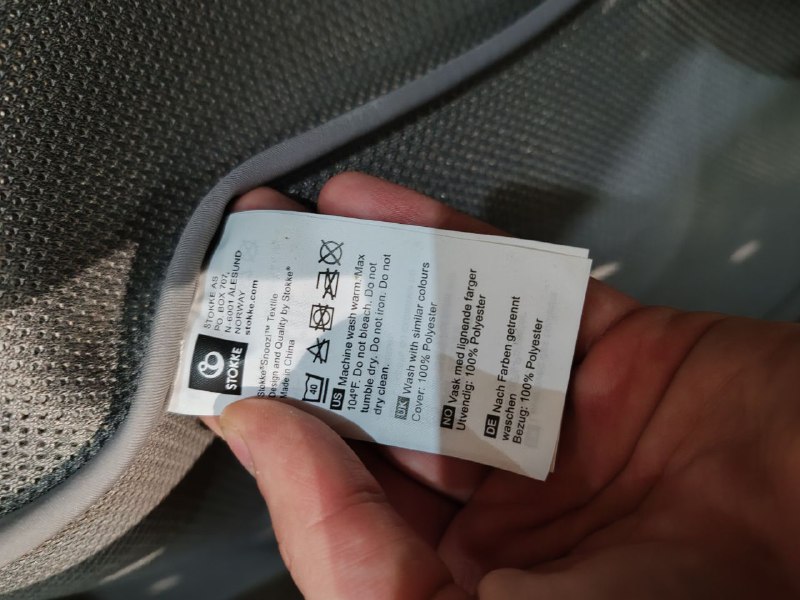 STOKKE
STOKKE AS
PO. BOX 707,
N-6001 ÅLESUND
NORWAY
stokke.com
Stokke®Snoozi™ Textile
Design and Quality by Stokke®
Made in China
40
US Machine wash warm. Max
104°F. Do not bleach. Do not
tumble dry. Do not iron. Do not
dry clean.
UK Wash with similar colours
Cover: 100% Polyester
NO Vask med lignende farger
Utvendig: 100% Polyester
DE Nach Farben getrennt
waschen
Bezug: 100% Polyester